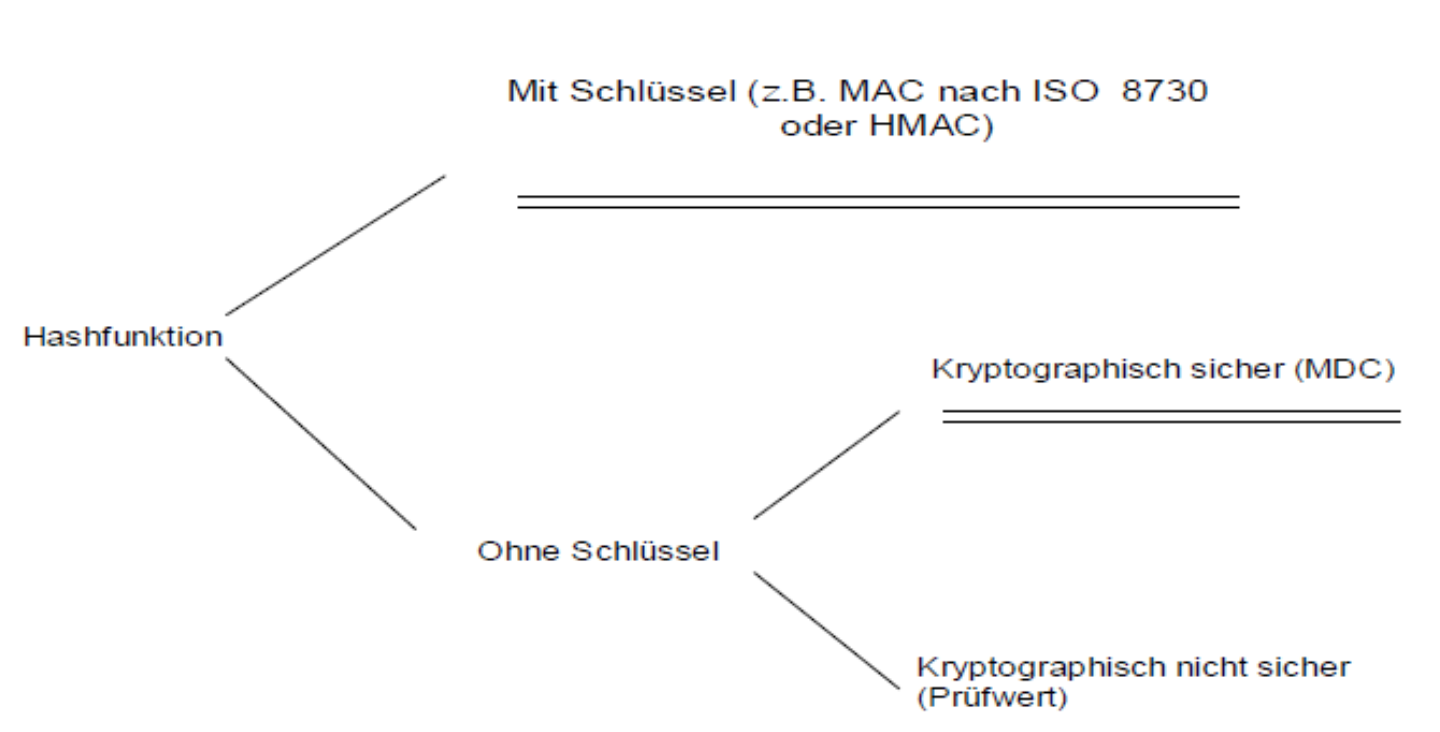 Mit Schlüssel (z.B. MAC nach ISO 8730
oder HMAC)
Hashfunktion
Kryptographisch sicher (MDC)
Ohne Schlüssel
Kryptographisch nicht sicher
(Prüfwert)